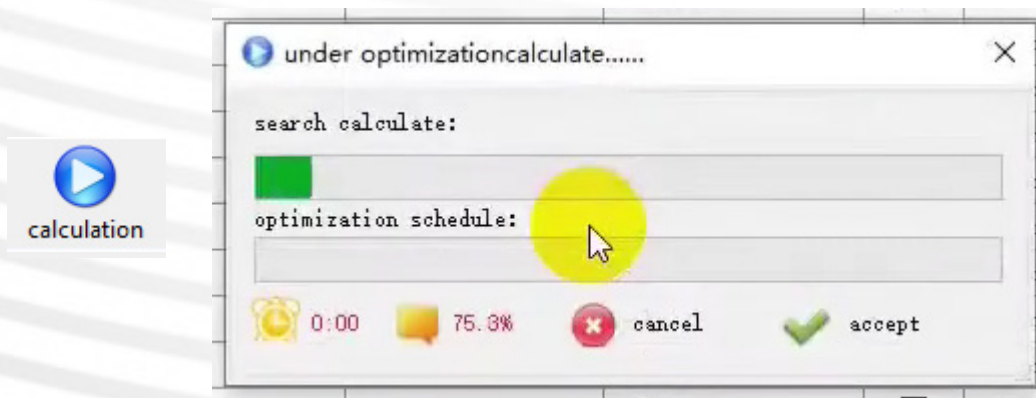 under optimizationcalculate......
search calculate:
calculation
optimization schedule:
0:00 75.3% cancel accept